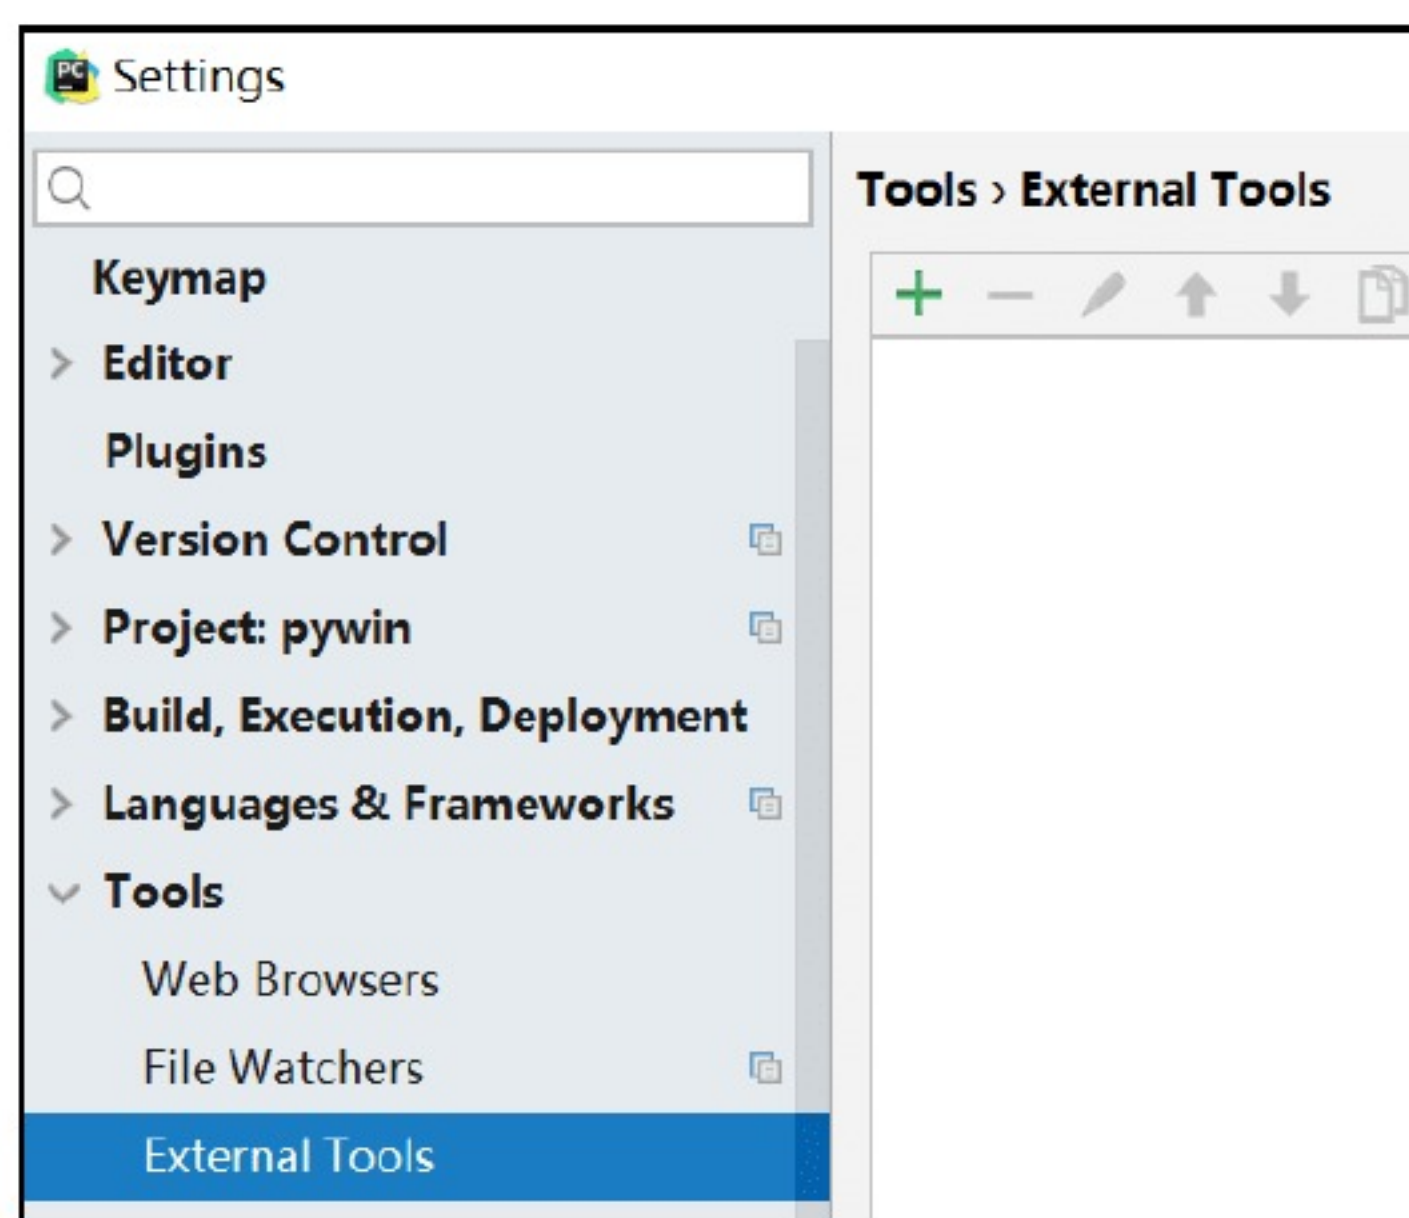 PC Settings
Tools › External Tools
Keymap
Editor
Plugins
Version Control
Project: pywin
Build, Execution, Deployment
Languages & Frameworks
Tools
Web Browsers
File Watchers
External Tools